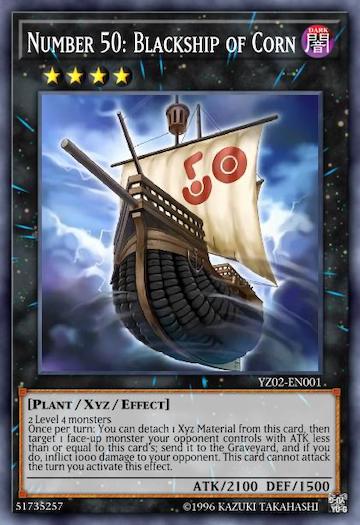 Number 50: Blackship of Corn
DARK
闇
50
YZ02-EN001
[Plant / Xyz / Effect]
2 Level 4 monsters
Once per turn: You can detach 1 Xyz Material from this card, then
target 1 face-up monster your opponent controls with ATK less
than or equal to this card's; send it to the Graveyard, and if you
do, inflict 1000 damage to your opponent. This card cannot attack
the turn you activate this effect.
ATK/2100 DEF/1500
51735257
©1996 KAZUKI TAKAHASHI